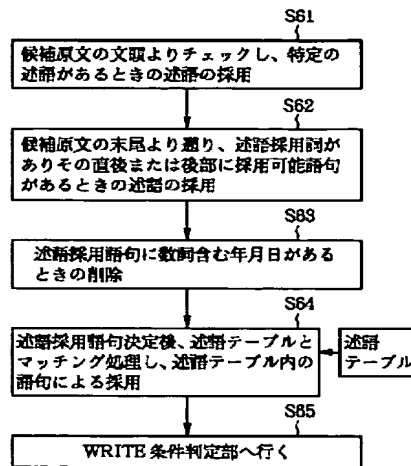 S61
候補原文の文頭よりチェックし、特定の
述語があるときの述語の採用
S62
候補原文の末尾より遡り、述語採用詞が
ありその直後または後部に採用可能語句
があるときの述語の採用
S63
述語採用語句に数詞含む年月日がある
ときの削除
S64
述語採用語句決定後、述語テーブルと
マッチング処理し、述語テーブル内の
語句による採用
述語
テーブル
S65
WRITE 条件判定部へ行く